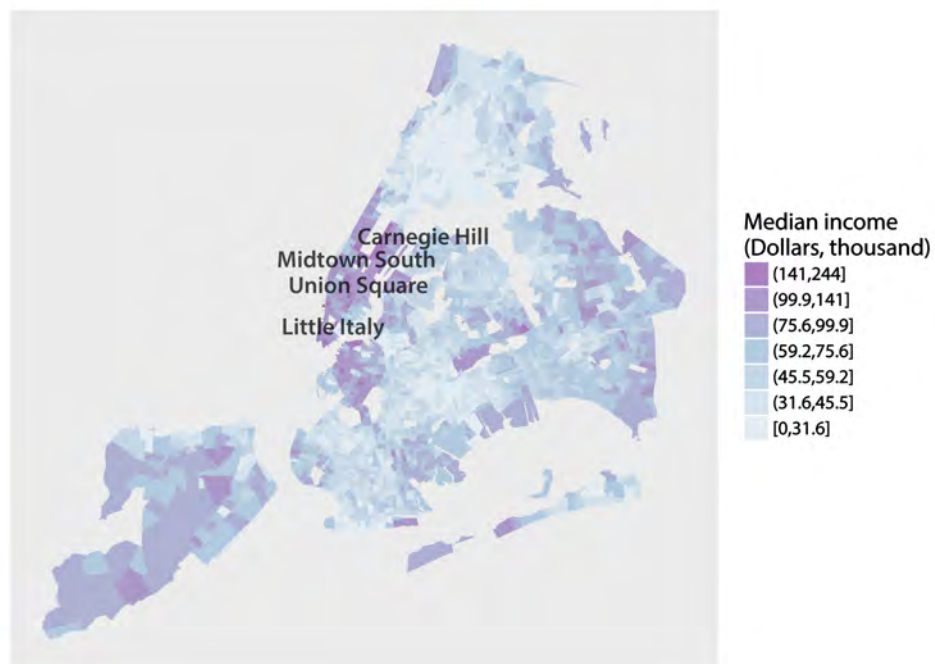 Carnegie Hill
Midtown South
Union Square
Little Italy
Median income
(Dollars, thousand)
(141,244]
(99.9,141]
(75.6,99.9]
(59.2,75.6]
(45.5,59.2]
(31.6,45.5]
[0,31.6]